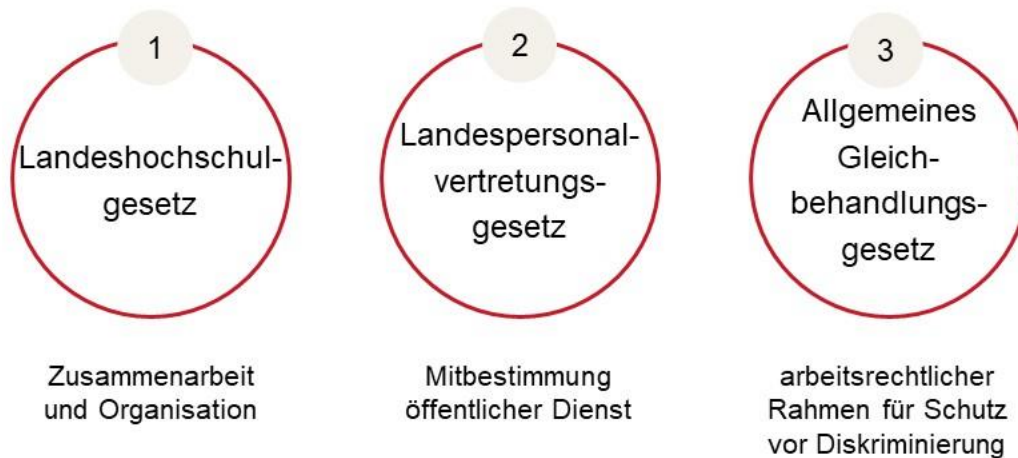 1
Landeshochschul-
gesetz
Zusammenarbeit
und Organisation
2
Landespersonal-
vertretungs-
gesetz
Mitbestimmung
öffentlicher Dienst
3
Allgemeines
Gleich-
behandlungs-
gesetz
arbeitsrechtlicher
Rahmen für Schutz
vor Diskriminierung